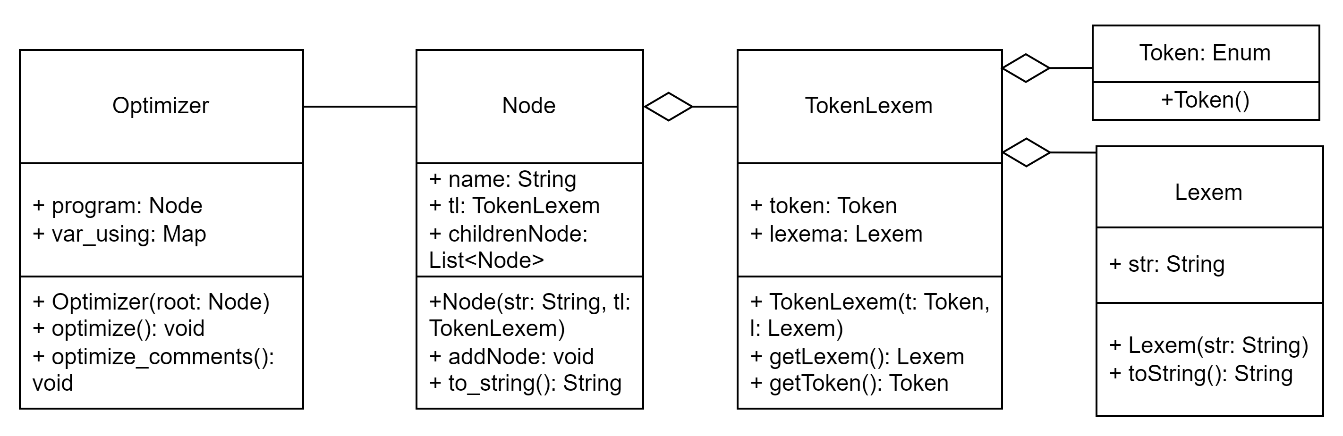 Optimizer
+ program: Node
+ var_using: Map
+ Optimizer(root: Node)
+ optimize(): void
+ optimize_comments():
void
Node
+ name: String
+ tl: TokenLexem
+ childrenNode:
List<Node>
+Node(str: String, tl:
TokenLexem)
+ addNode: void
+ to_string(): String
TokenLexem
+ token: Token
+ lexema: Lexem
+ TokenLexem(t: Token,
l: Lexem)
+ getLexem(): Lexem
+ getToken(): Token
Token: Enum
+Token()
Lexem
+ str: String
+ Lexem(str: String)
+ toString(): String